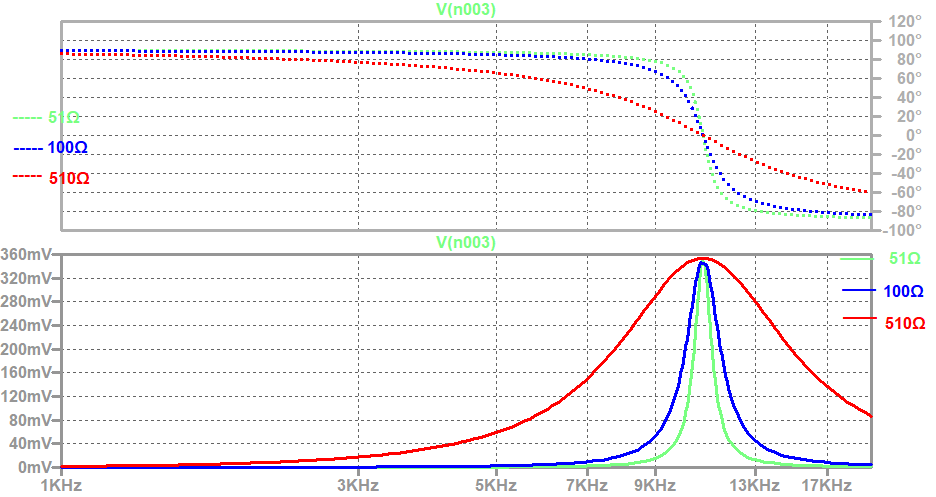 V(n003)
120°
100°
80°
60°
40°
20°
0°
-20°
-40°
-60°
-80°
-100°
51Ω
100Ω
510Ω
V(n003)
360mV
320mV
280mV
240mV
200mV
160mV
120mV
80mV
40mV
0mV
51Ω
100Ω
510Ω
1KHz 3KHz 5KHz 7KHz 9KHz 13KHz 17KHz